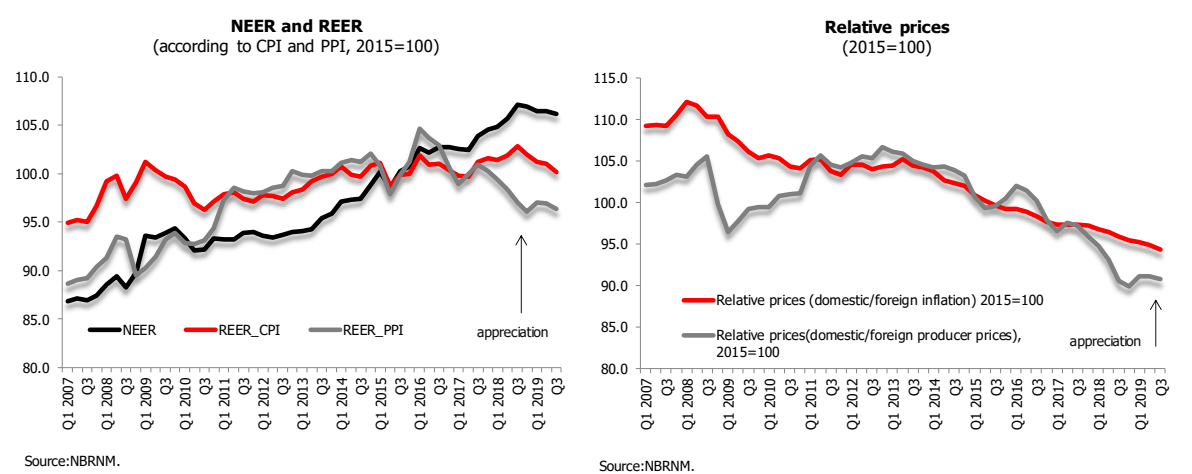 NEER and REER
(according to CPI and PPI, 2015=100)
110.0
105.0
100.0
95.0
90.0
85.0
80.0
NEER
REER_CPI
REER_PPI
appreciation
Q1 2007
Q3
Q1 2008
Q3
Q1 2009
Q3
Q1 2010
Q3
Q1 2011
Q3
Q1 2012
Q3
Q1 2013
Q3
Q1 2014
Q3
Q1 2015
Q3
Q1 2016
Q3
Q1 2017
Q3
Q1 2018
Q3
Q1 2019
Q3
Source:NBRNM.
Relative prices
(2015=100)
115.0
110.0
105.0
100.0
95.0
90.0
85.0
80.0
Relative prices (domestic/foreign inflation) 2015=100
Relative prices(domestic/foreign producer prices),
2015=100
appreciation
Q1 2007
Q3
Q1 2008
Q3
Q1 2009
Q3
Q1 2010
Q3
Q1 2011
Q3
Q1 2012
Q3
Q1 2013
Q3
Q1 2014
Q3
Q1 2015
Q3
Q1 2016
Q3
Q1 2017
Q3
Q1 2018
Q3
Q1 2019
Q3
Source:NBRNM.